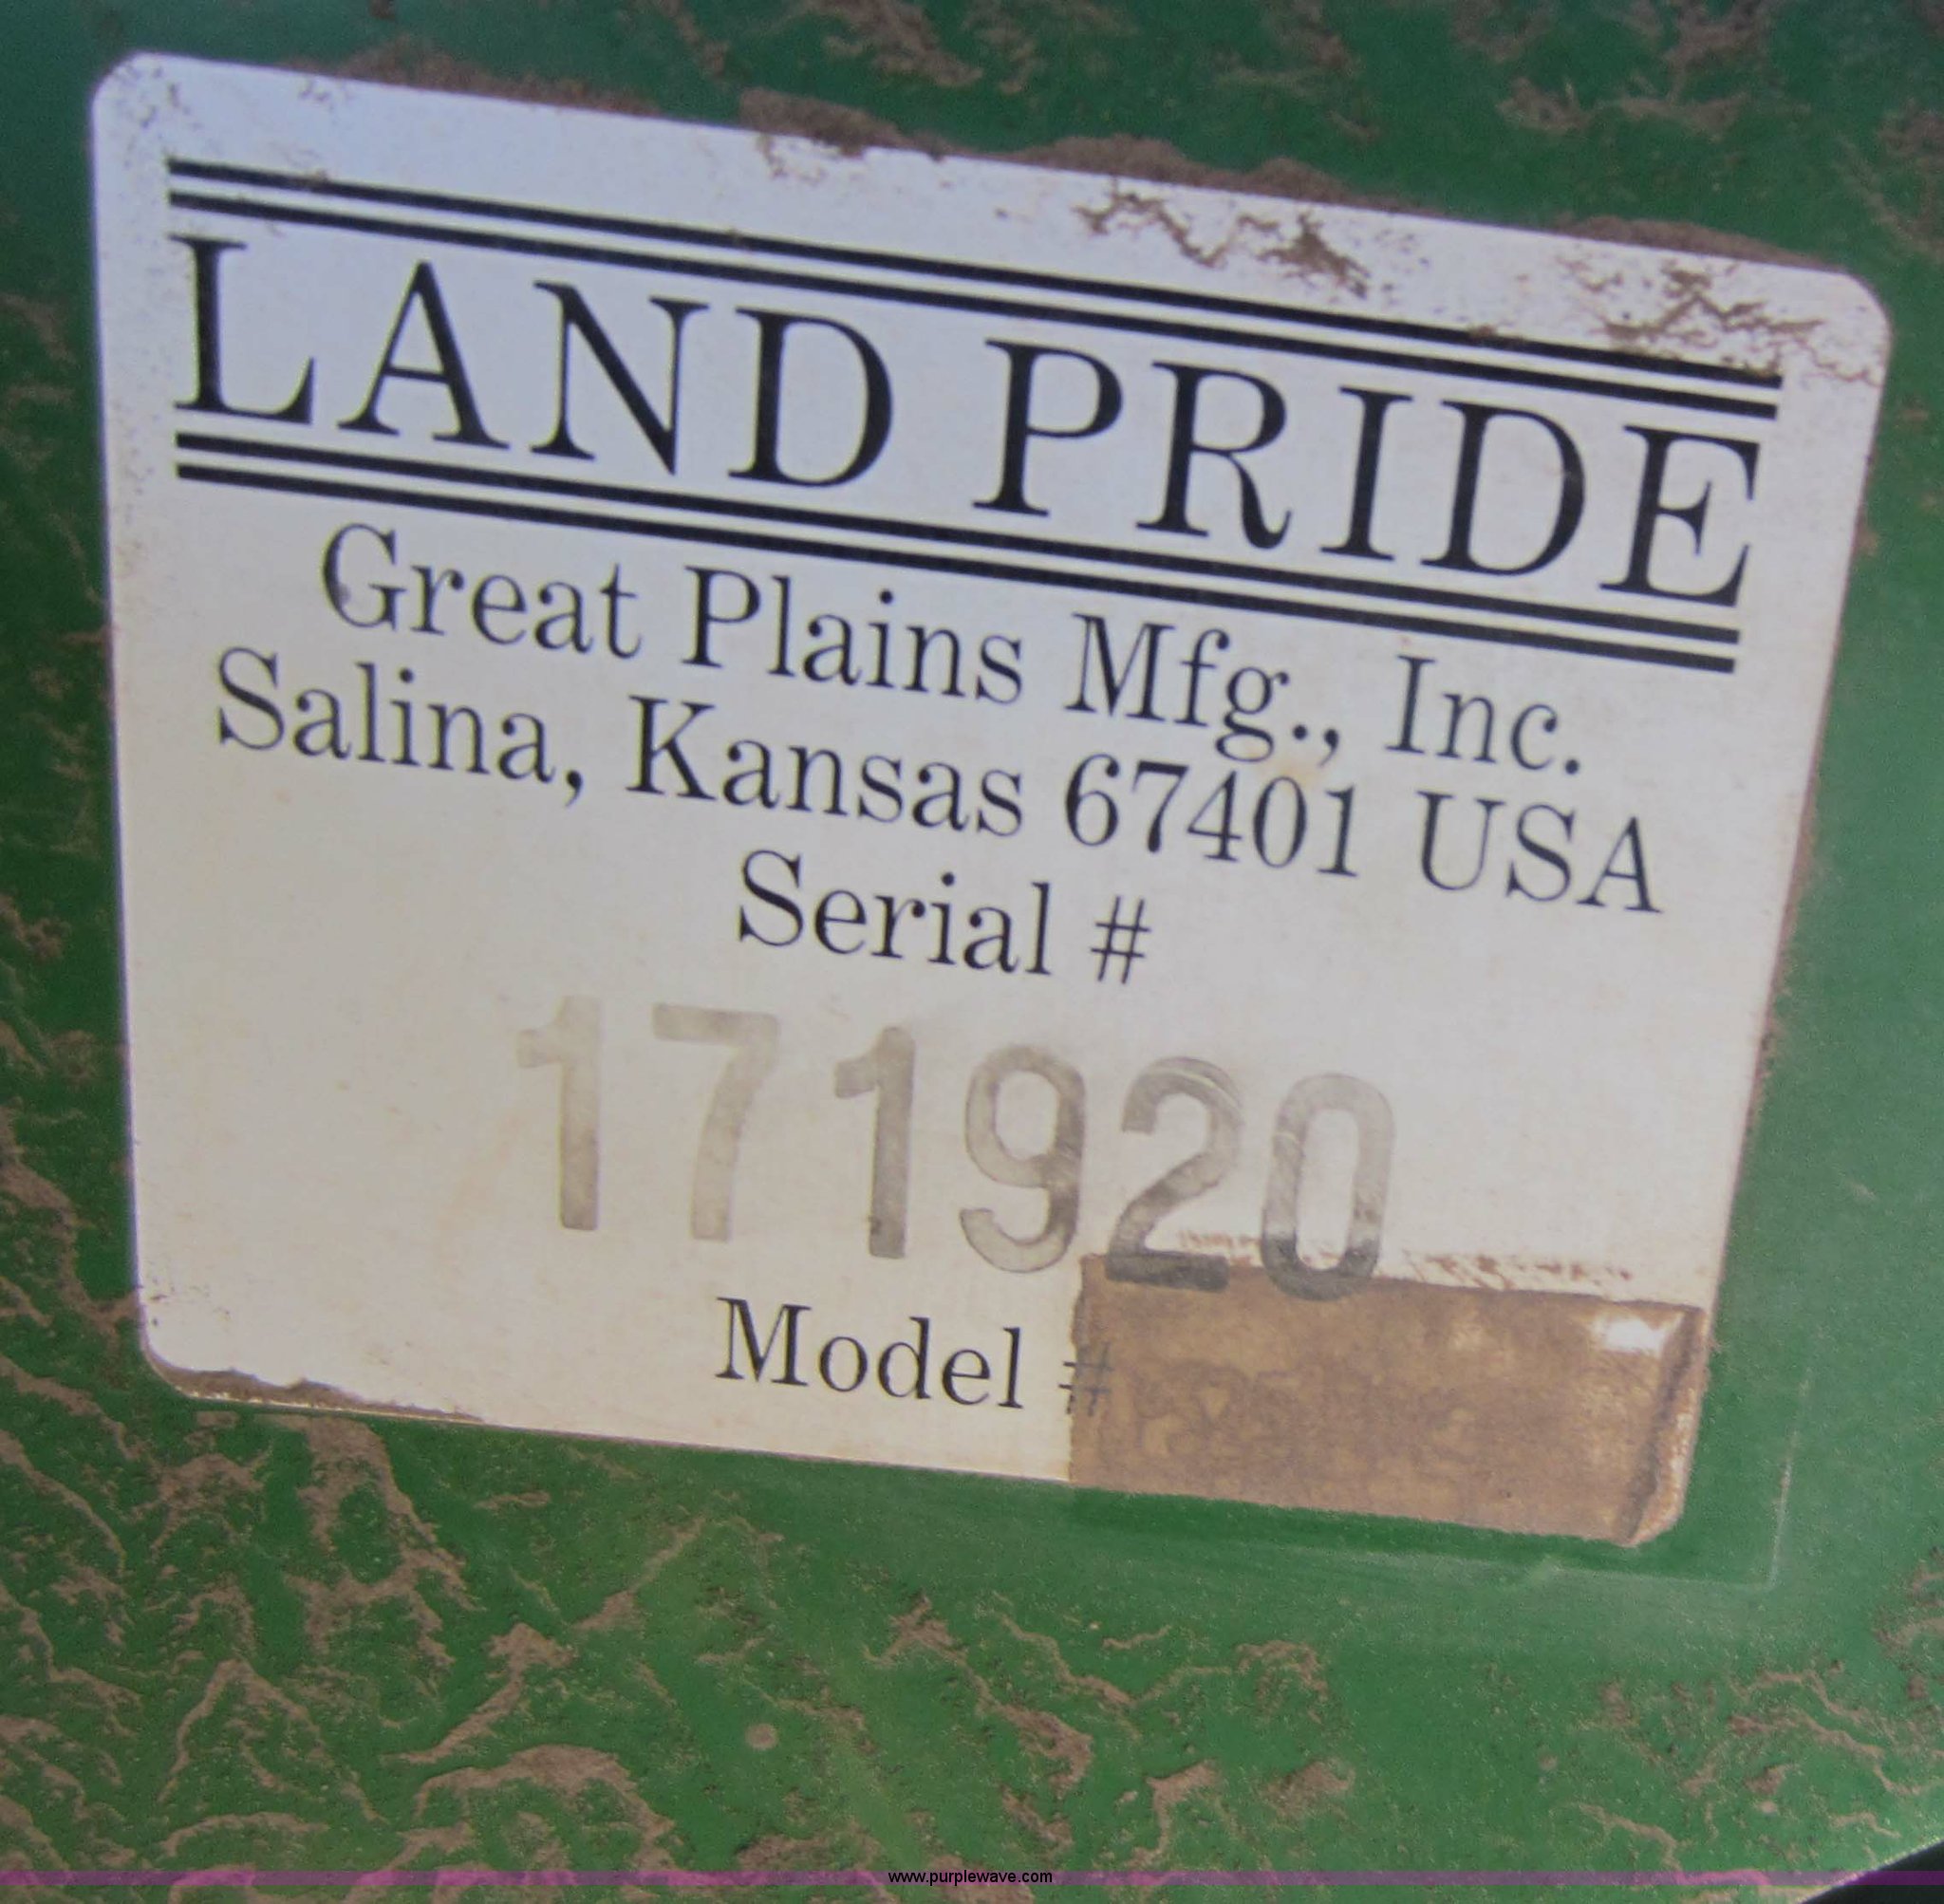 LAND PRIDE
Great Plains Mfg., Inc.
Salina, Kansas 67401 USA
Serial #
171920
Model #
www.purplewave.com